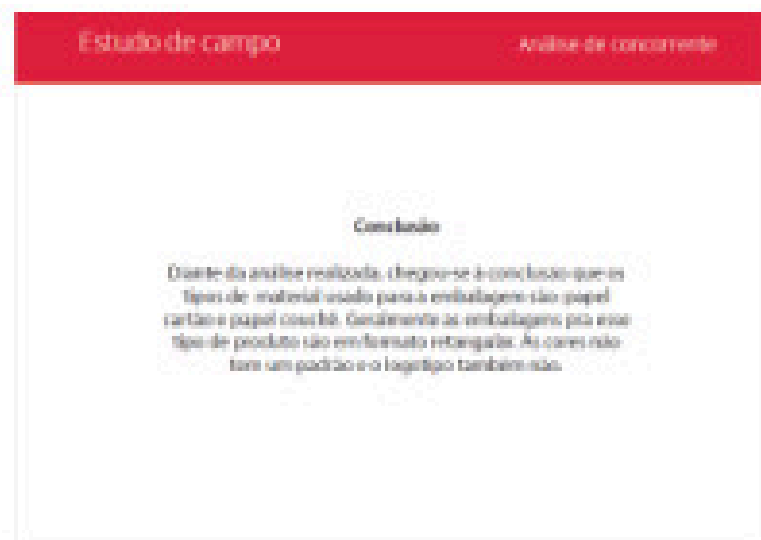 Estudo de campo
Análise de concorrente
Conclusão
Diante da análise realizada, chegou-se à conclusão que os
tipos de material usado para a embalagem são: papel
cartão e papel couchê. Geralmente as embalagens pra esse
tipo de produto são em formato retangular. As cores não
tem um padrão e o logotipo também não.